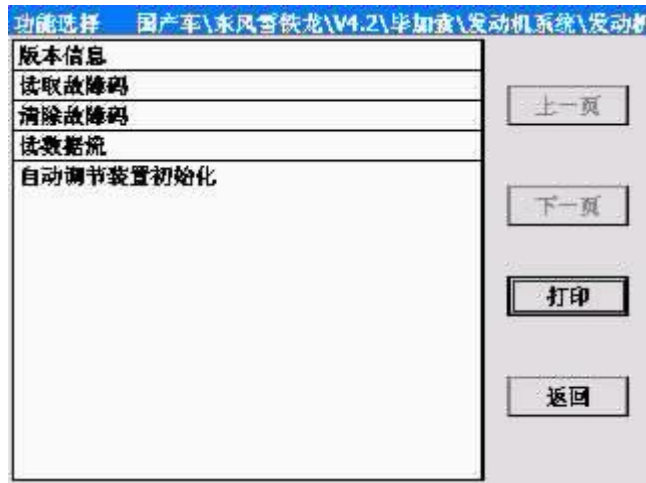 功能选择 国产车\东风雪铁龙\V4.2\毕加索\发动机系统\发动机
版本信息
读取故障码
清除故障码
读数据流
自动调节装置初始化
上一页
下一页
打印
返回